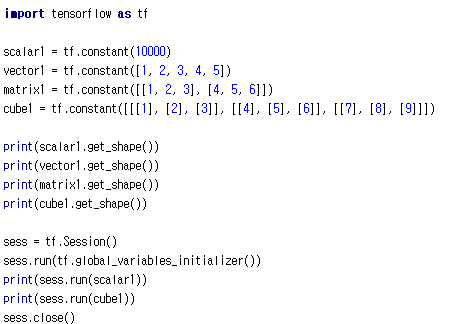 import tensorflow as tf
scalar1 = tf.constant(10000)
vector1 = tf.constant([1, 2, 3, 4, 5])
matrix1 = tf.constant([[1, 2, 3], [4, 5, 6]])
cube1 = tf.constant([[[1], [2], [3]], [[4], [5], [6]], [[7], [8], [9]]])
print(scalar1.get_shape())
print(vector1.get_shape())
print(matrix1.get_shape())
print(cube1.get_shape())
sess = tf.Session()
sess.run(tf.global_variables_initializer())
print(sess.run(scalar1))
print(sess.run(cube1))
sess.close()